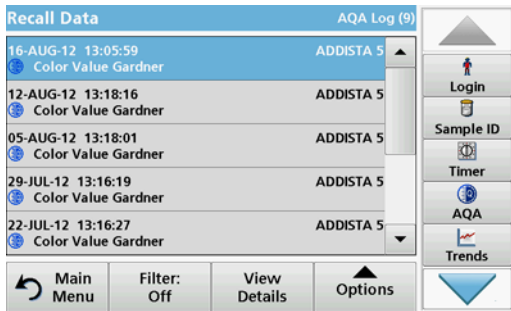 Recall Data AQA Log (9)
16-AUG-12 13:05:59 ADDISTA 5
Color Value Gardner
12-AUG-12 13:18:16 ADDISTA 5
Color Value Gardner
05-AUG-12 13:18:01 ADDISTA 5
Color Value Gardner
29-JUL-12 13:16:19 ADDISTA 5
Color Value Gardner
22-JUL-12 13:16:27 ADDISTA 5
Color Value Gardner
Main Menu
Filter: Off
View Details
Options
Login
Sample ID
Timer
AQA
Trends